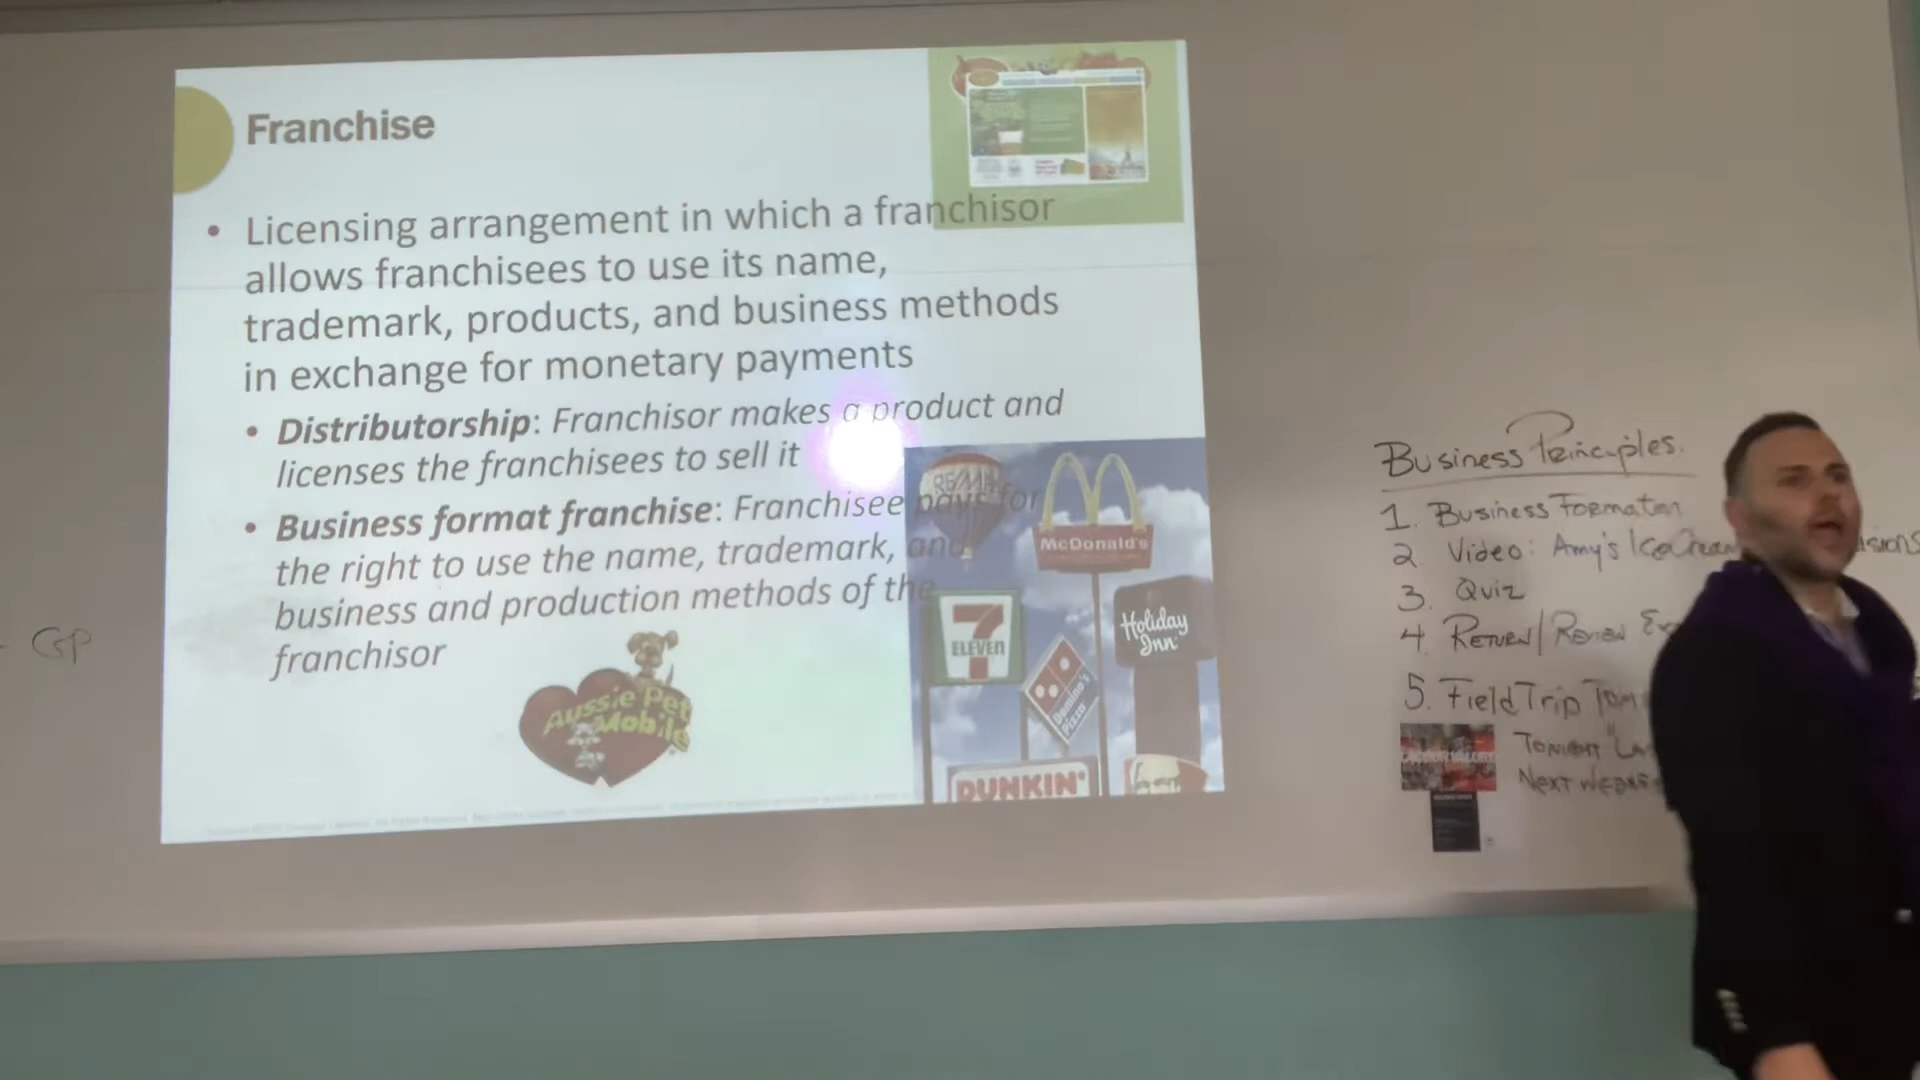 Franchise
• Licensing arrangement in which a franchisor
allows franchisees to use its name,
trademark, products, and business methods
in exchange for monetary payments
• Distributorship: Franchisor makes a product and
licenses the franchisees to sell it
• Business format franchise: Franchisee pays for
the right to use the name, trademark, and
business and production methods of the
franchisor
Aussie Pet
Mobile
RE/MAX
McDonald's
7
ELEVEN
Holiday
Inn
Domino's
Pizza
DUNKIN'
- GP
Business Principles.
1. Business Formation
2. Video: Amy's Ice Cream
3. Quiz
4. Return/Review
5. Field Trip
Tonight
Next